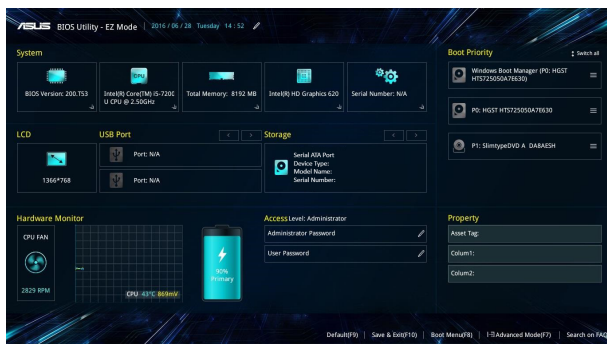 ASUS BIOS Utility - EZ Mode 2016 / 06 / 28 Tuesday 14 : 52
System
BIOS Version: 200.T53
Intel(R) Core(TM) i5-7200
U CPU @ 2.50GHz
Total Memory: 8192 MB
Intel(R) HD Graphics 620
Serial Number: N/A
Boot Priority
Switch all
Windows Boot Manager (P0: HGST
HTS725050A7E630)
P0: HGST HTS725050A7E630
P1: SlimtypeDVD A DA8AESH
LCD
1366*768
USB Port
Port: N/A
Port: N/A
Storage
Serial ATA Port
Device Type:
Model Name:
Serial Number:
Hardware Monitor
CPU FAN
2829 RPM
CPU 43°C 869mV
90%
Primary
Access Level: Administrator
Administrator Password
User Password
Property
Asset Tag:
Colum1:
Colum2:
Default(F9) Save & Exit(F10) Boot Menu(F8) Advanced Mode(F7) Search on FAQ